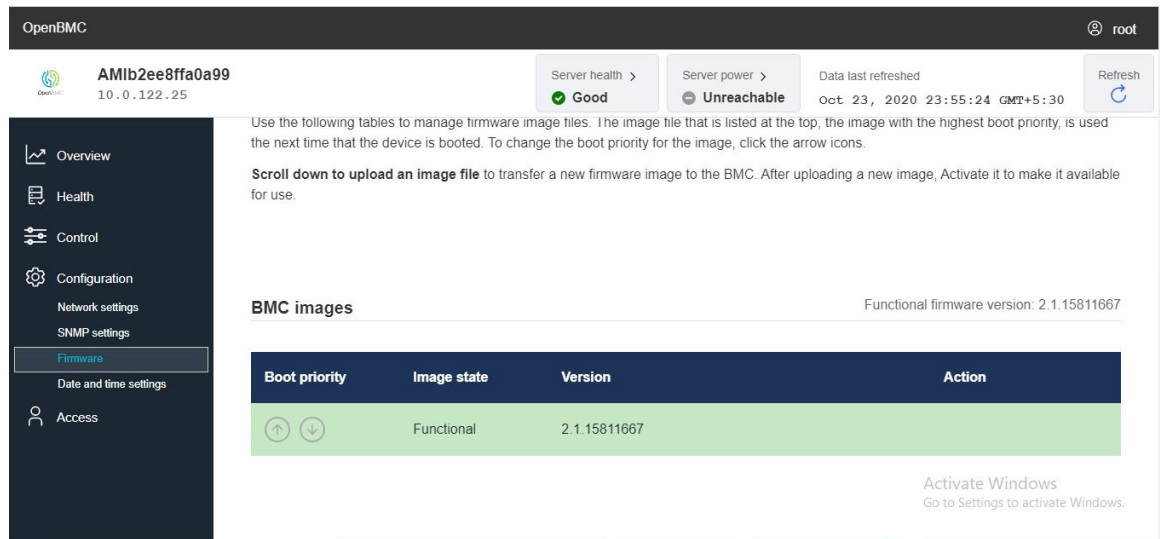 OpenBMC
root
AMIb2ee8ffa0a99
10.0.122.25
Server health >
Good
Server power >
Unreachable
Data last refreshed
Oct 23, 2020 23:55:24 GMT+5:30
Refresh
OpenBMC
Overview
Health
Control
Configuration
Network settings
SNMP settings
Firmware
Date and time settings
Access
Use the following tables to manage firmware image files. The image file that is listed at the top, the image with the highest boot priority, is used
the next time that the device is booted. To change the boot priority for the image, click the arrow icons.
Scroll down to upload an image file to transfer a new firmware image to the BMC. After uploading a new image, Activate it to make it available
for use.
BMC images
Functional firmware version: 2.1.15811667
Boot priority Image state Version Action
Functional 2.1.15811667
Activate Windows
Go to Settings to activate Windows.